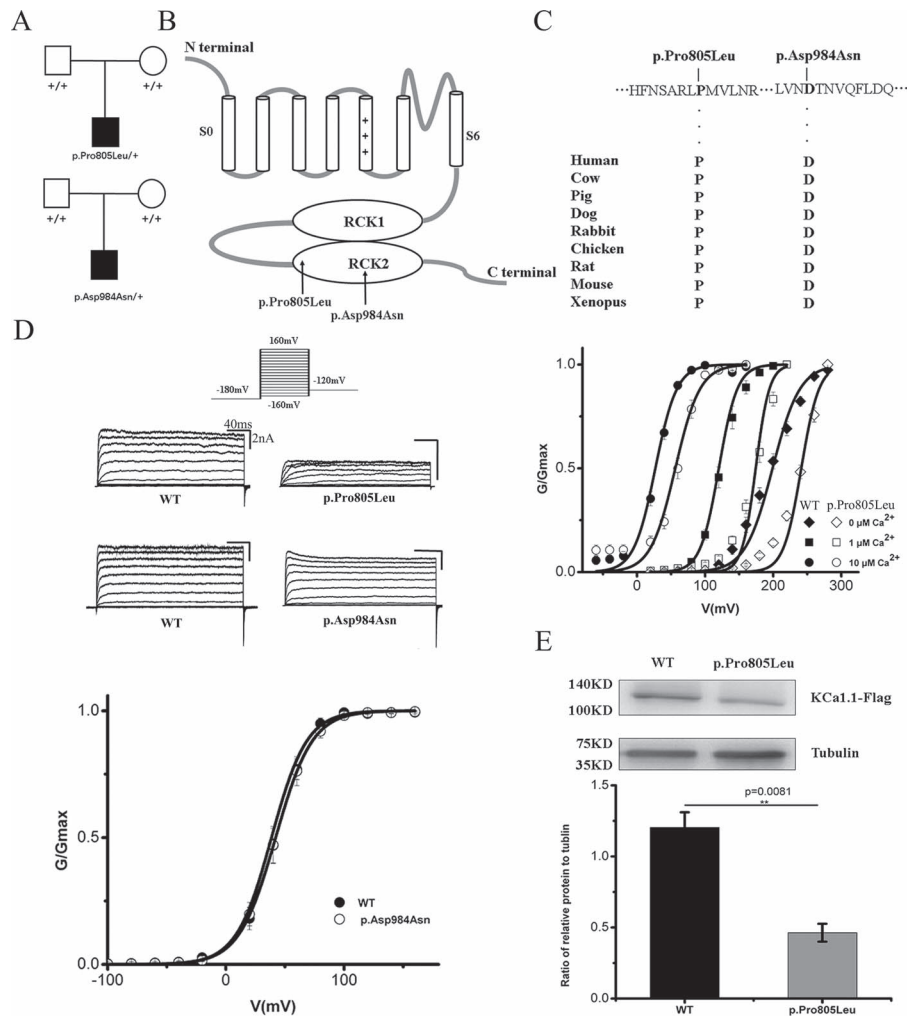 A
+/+
+/+
p.Pro805Leu/+
+/+
+/+
p.Asp984Asn/+
B
N terminal
S0
+
+
+
S6
RCK1
RCK2
C terminal
p.Pro805Leu
p.Asp984Asn
C
p.Pro805Leu p.Asp984Asn
···HFNSARLPMVLNR···LVNDTNVQFLDQ···
Human P D
Cow P D
Pig P D
Dog P D
Rabbit P D
Chicken P D
Rat P D
Mouse P D
Xenopus P D
D
160mV
-180mV
-120mV
-160mV
40ms
2nA
WT
p.Pro805Leu
WT
p.Asp984Asn
G/Gmax
1.0
0.5
0.0
0 100 200 300
V(mV)
WT p.Pro805Leu
0 µM Ca2+
1 µM Ca2+
10 µM Ca2+
G/Gmax
1.0
0.5
0.0
-100 0 100
V(mV)
WT
p.Asp984Asn
E
WT p.Pro805Leu
140KD
100KD
KCa1.1-Flag
75KD
35KD
Tubulin
Ratio of relative protein to tublin
1.5
1.0
0.5
0.0
p=0.0081
**
WT p.Pro805Leu